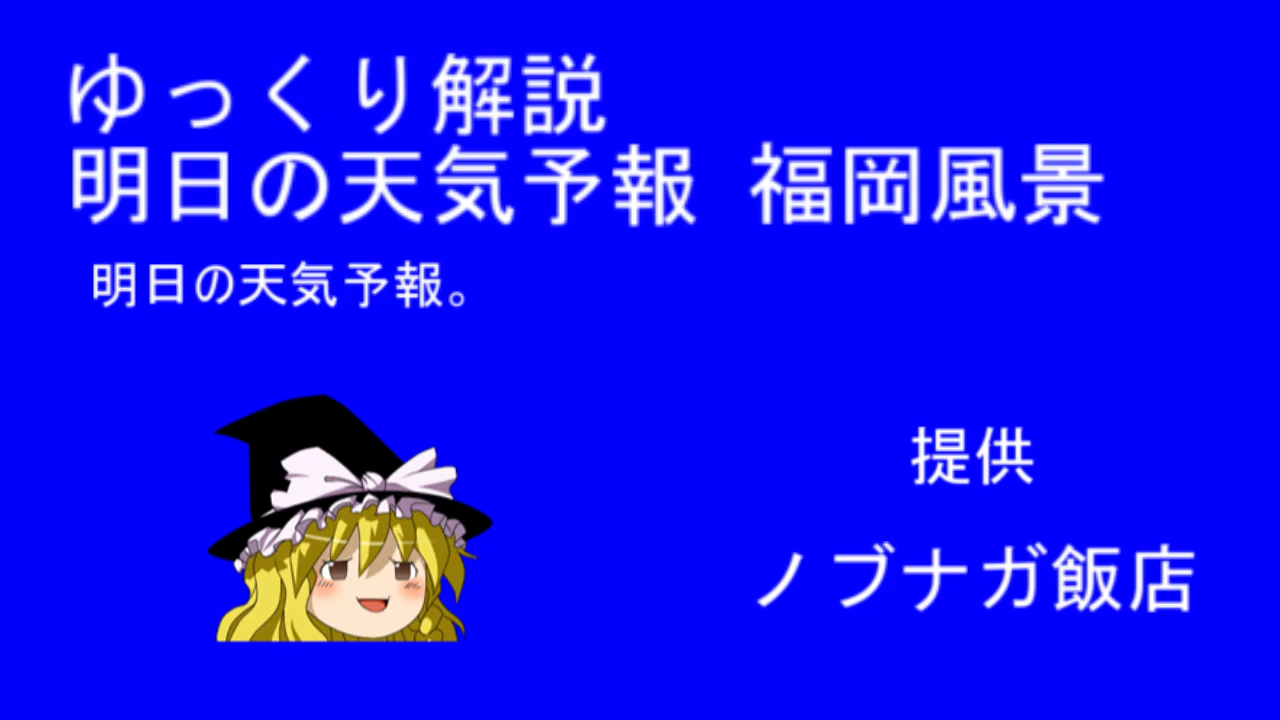 ゆっくり解説
明日の天気予報 福岡風景
明日の天気予報。
提供
ノブナガ飯店